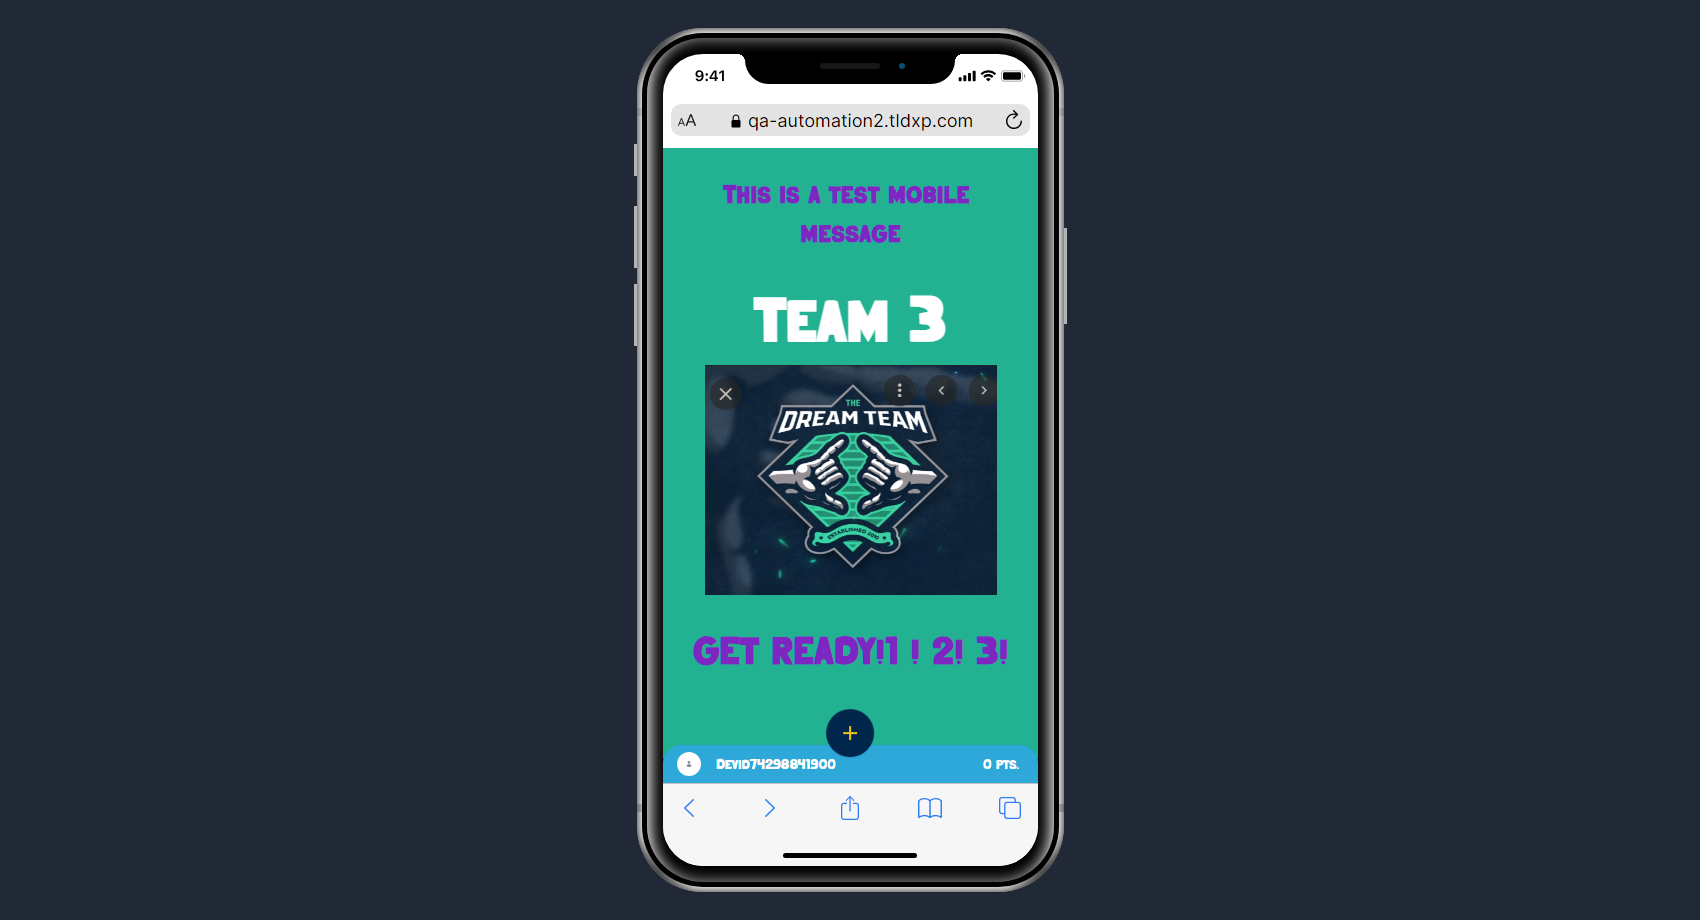 9:41
AA qa-automation2.tldxp.com
THIS IS A TEST MOBILE
MESSAGE
TEAM 3
THE
DREAM TEAM
ESTABLISHED 2010
GET READY!1 ! 2! 3!
DEVID74298841900 0 PTS.